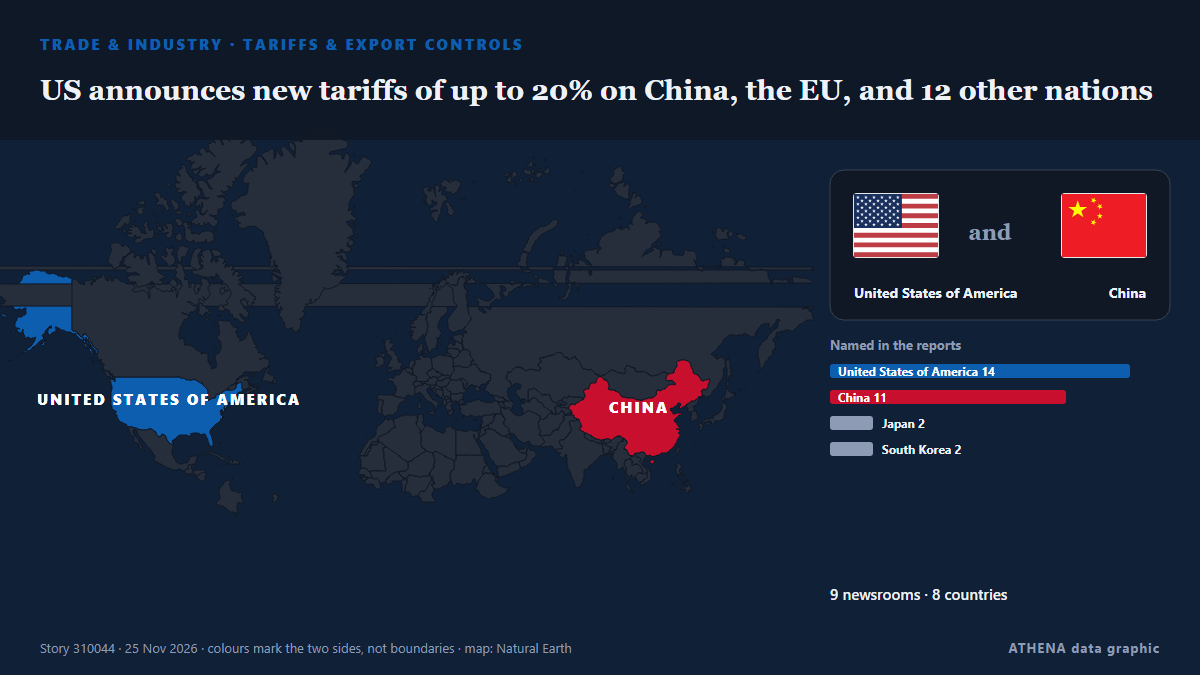 TRADE & INDUSTRY · TARIFFS & EXPORT CONTROLS
US announces new tariffs of up to 20% on China, the EU, and 12 other nations
and
United States of America
China
UNITED STATES OF AMERICA
CHINA
Named in the reports
United States of America 14
China 11
Japan 2
South Korea 2
9 newsrooms · 8 countries
Story 310044 · 25 Nov 2026 · colours mark the two sides, not boundaries · map: Natural Earth
ATHENA data graphic